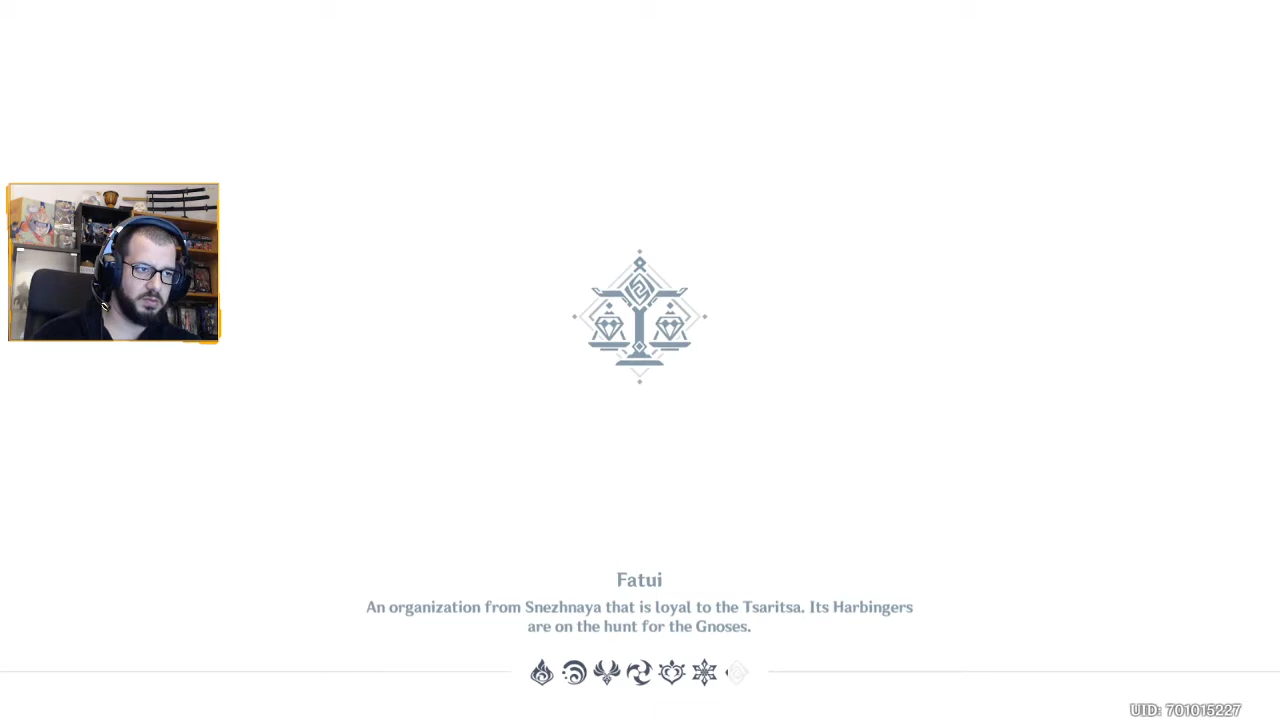 Fatui
An organization from Snezhnaya that is loyal to the Tsaritsa. Its Harbingers
are on the hunt for the Gnoses.
UID: 701015227